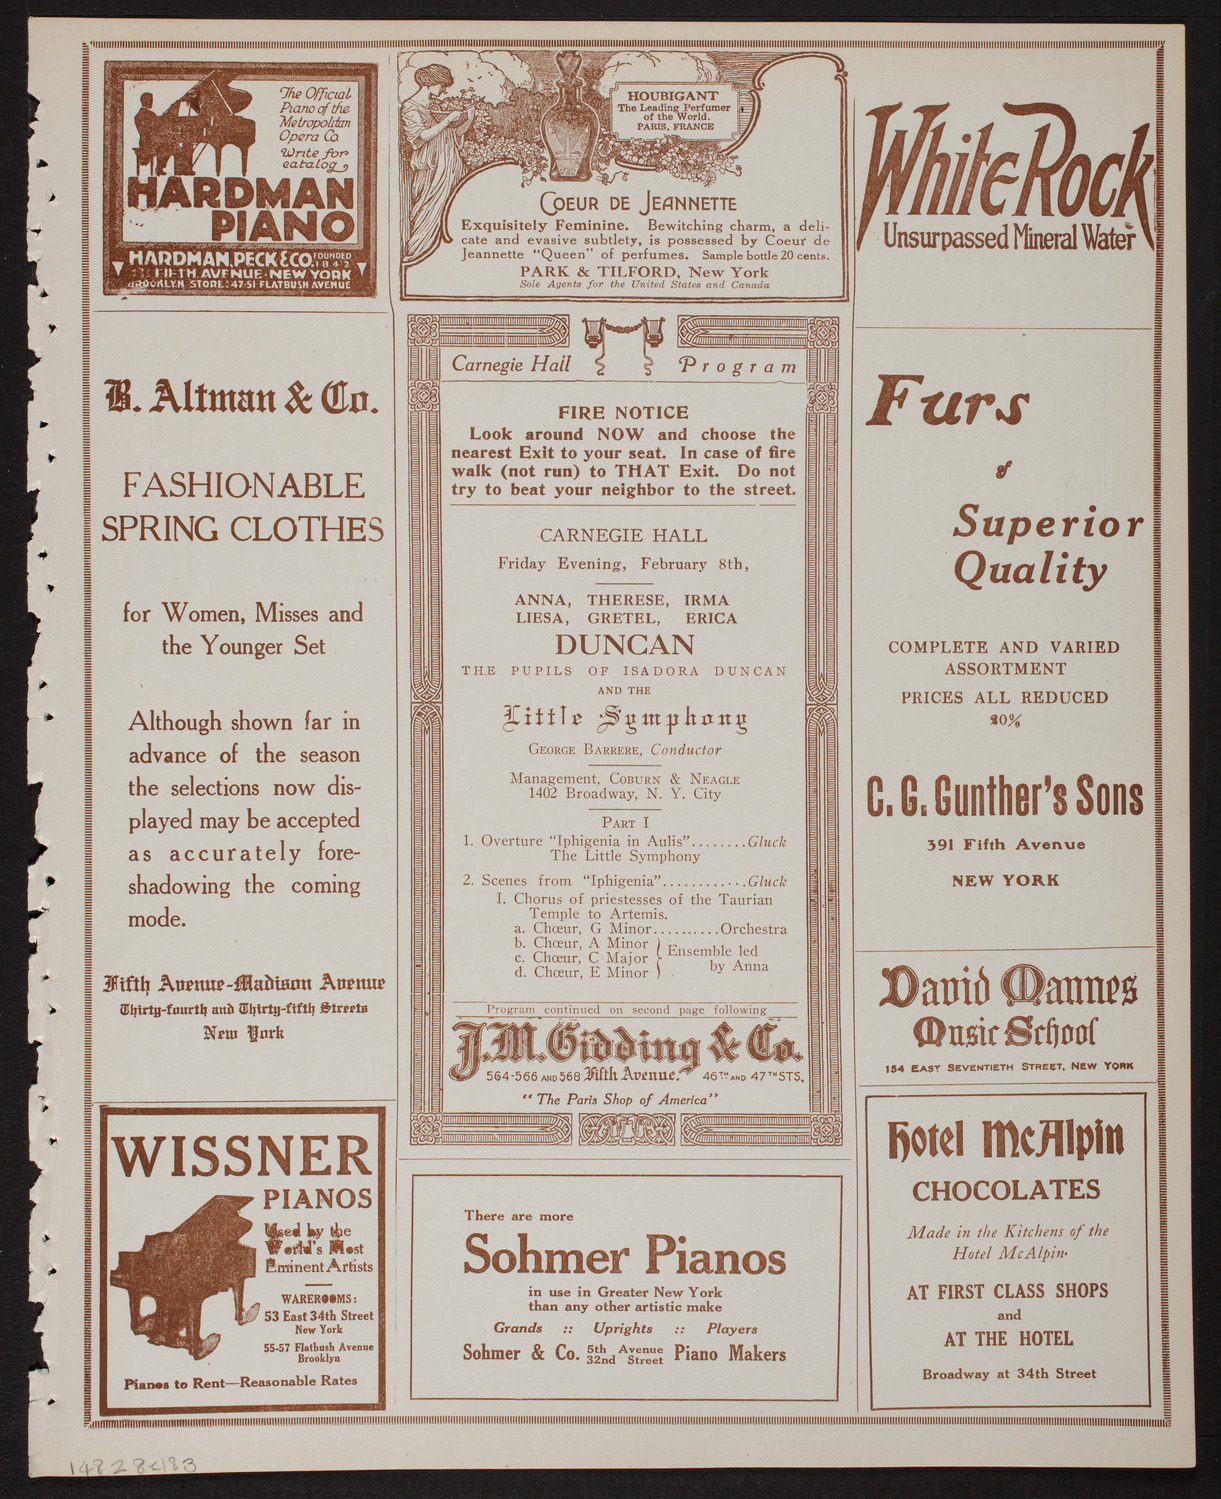 The Official
Piano of the
Metropolitan
Opera Co.
Write for
catalog
HARDMAN
PIANO
HARDMAN, PECK & CO. FOUNDED 1842
FIFTH AVENUE · NEW YORK
BROOKLYN STORE: 47-51 FLATBUSH AVENUE
B. Altman & Co.
FASHIONABLE
SPRING CLOTHES
for Women, Misses and
the Younger Set
Although shown far in
advance of the season
the selections now dis-
played may be accepted
as accurately fore-
shadowing the coming
mode.
Fifth Avenue-Madison Avenue
Thirty-fourth and Thirty-fifth Streets
New York
WISSNER
PIANOS
Used by the
World's Most
Eminent Artists
WAREROOMS:
53 East 34th Street
New York
55-57 Flatbush Avenue
Brooklyn
Pianos to Rent—Reasonable Rates
HOUBIGANT
The Leading Perfumer
of the World.
PARIS, FRANCE
COEUR DE JEANNETTE
Exquisitely Feminine. Bewitching charm, a deli-
cate and evasive subtlety, is possessed by Coeur de
Jeannette "Queen" of perfumes. Sample bottle 20 cents.
PARK & TILFORD, New York
Sole Agents for the United States and Canada
Carnegie Hall Program
FIRE NOTICE
Look around NOW and choose the
nearest Exit to your seat. In case of fire
walk (not run) to THAT Exit. Do not
try to beat your neighbor to the street.
CARNEGIE HALL
Friday Evening, February 8th,
ANNA, THERESE, IRMA
LIESA, GRETEL, ERICA
DUNCAN
THE PUPILS OF ISADORA DUNCAN
AND THE
Little Symphony
GEORGE BARRERE, Conductor
Management, COBURN & NEAGLE
1402 Broadway, N. Y. City
PART I
1. Overture "Iphigenia in Aulis"........Gluck
The Little Symphony
2. Scenes from "Iphigenia"............Gluck
I. Chorus of priestesses of the Taurian
Temple to Artemis.
a. Chœur, G Minor..........Orchestra
b. Chœur, A Minor
c. Chœur, C Major
d. Chœur, E Minor
Ensemble led
by Anna
Program continued on second page following
J.M. Gidding & Co.
564-566 AND 568 Fifth Avenue. 46TH AND 47TH STS.
"The Paris Shop of America"
There are more
Sohmer Pianos
in use in Greater New York
than any other artistic make
Grands :: Uprights :: Players
Sohmer & Co. 5th Avenue 32nd Street Piano Makers
White Rock
Unsurpassed Mineral Water
Furs
of
Superior
Quality
COMPLETE AND VARIED
ASSORTMENT
PRICES ALL REDUCED
20%
C. G. Gunther's Sons
391 Fifth Avenue
NEW YORK
David Mannes
Music School
154 EAST SEVENTIETH STREET, NEW YORK
Hotel McAlpin
CHOCOLATES
Made in the Kitchens of the
Hotel McAlpin.
AT FIRST CLASS SHOPS
and
AT THE HOTEL
Broadway at 34th Street